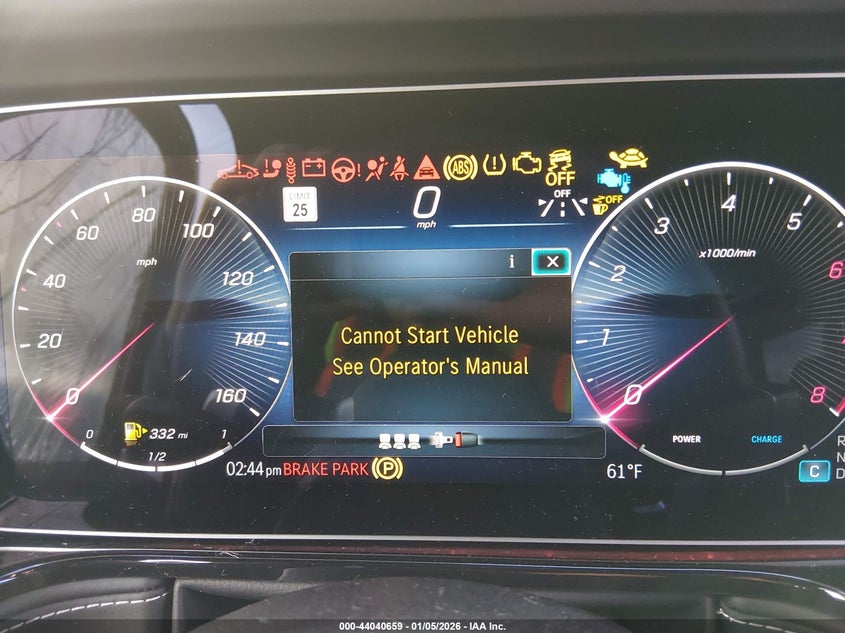 ABS
!
OFF
LIMIT
25
0
mph
OFF
OFF
0
20
40
60
80
100
120
140
160
mph
i
X
Cannot Start Vehicle
See Operator's Manual
1
2
3
4
5
6
8
0
x1000/min
0
332 mi
1
1/2
POWER
CHARGE
02:44 pm BRAKE PARK P
61°F
R
N
D
C
000-44040659 - 01/05/2026 - IAA Inc.